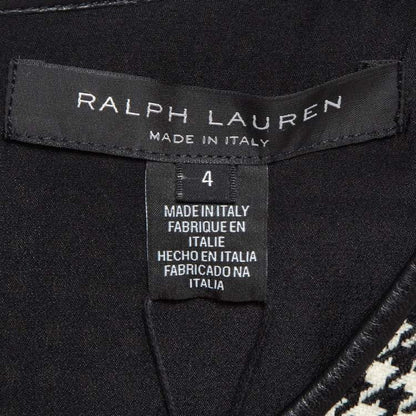 RALPH LAUREN
MADE IN ITALY
4
MADE IN ITALY
FABRIQUE EN
ITALIE
HECHO EN ITALIA
FABRICADO NA
ITALIA